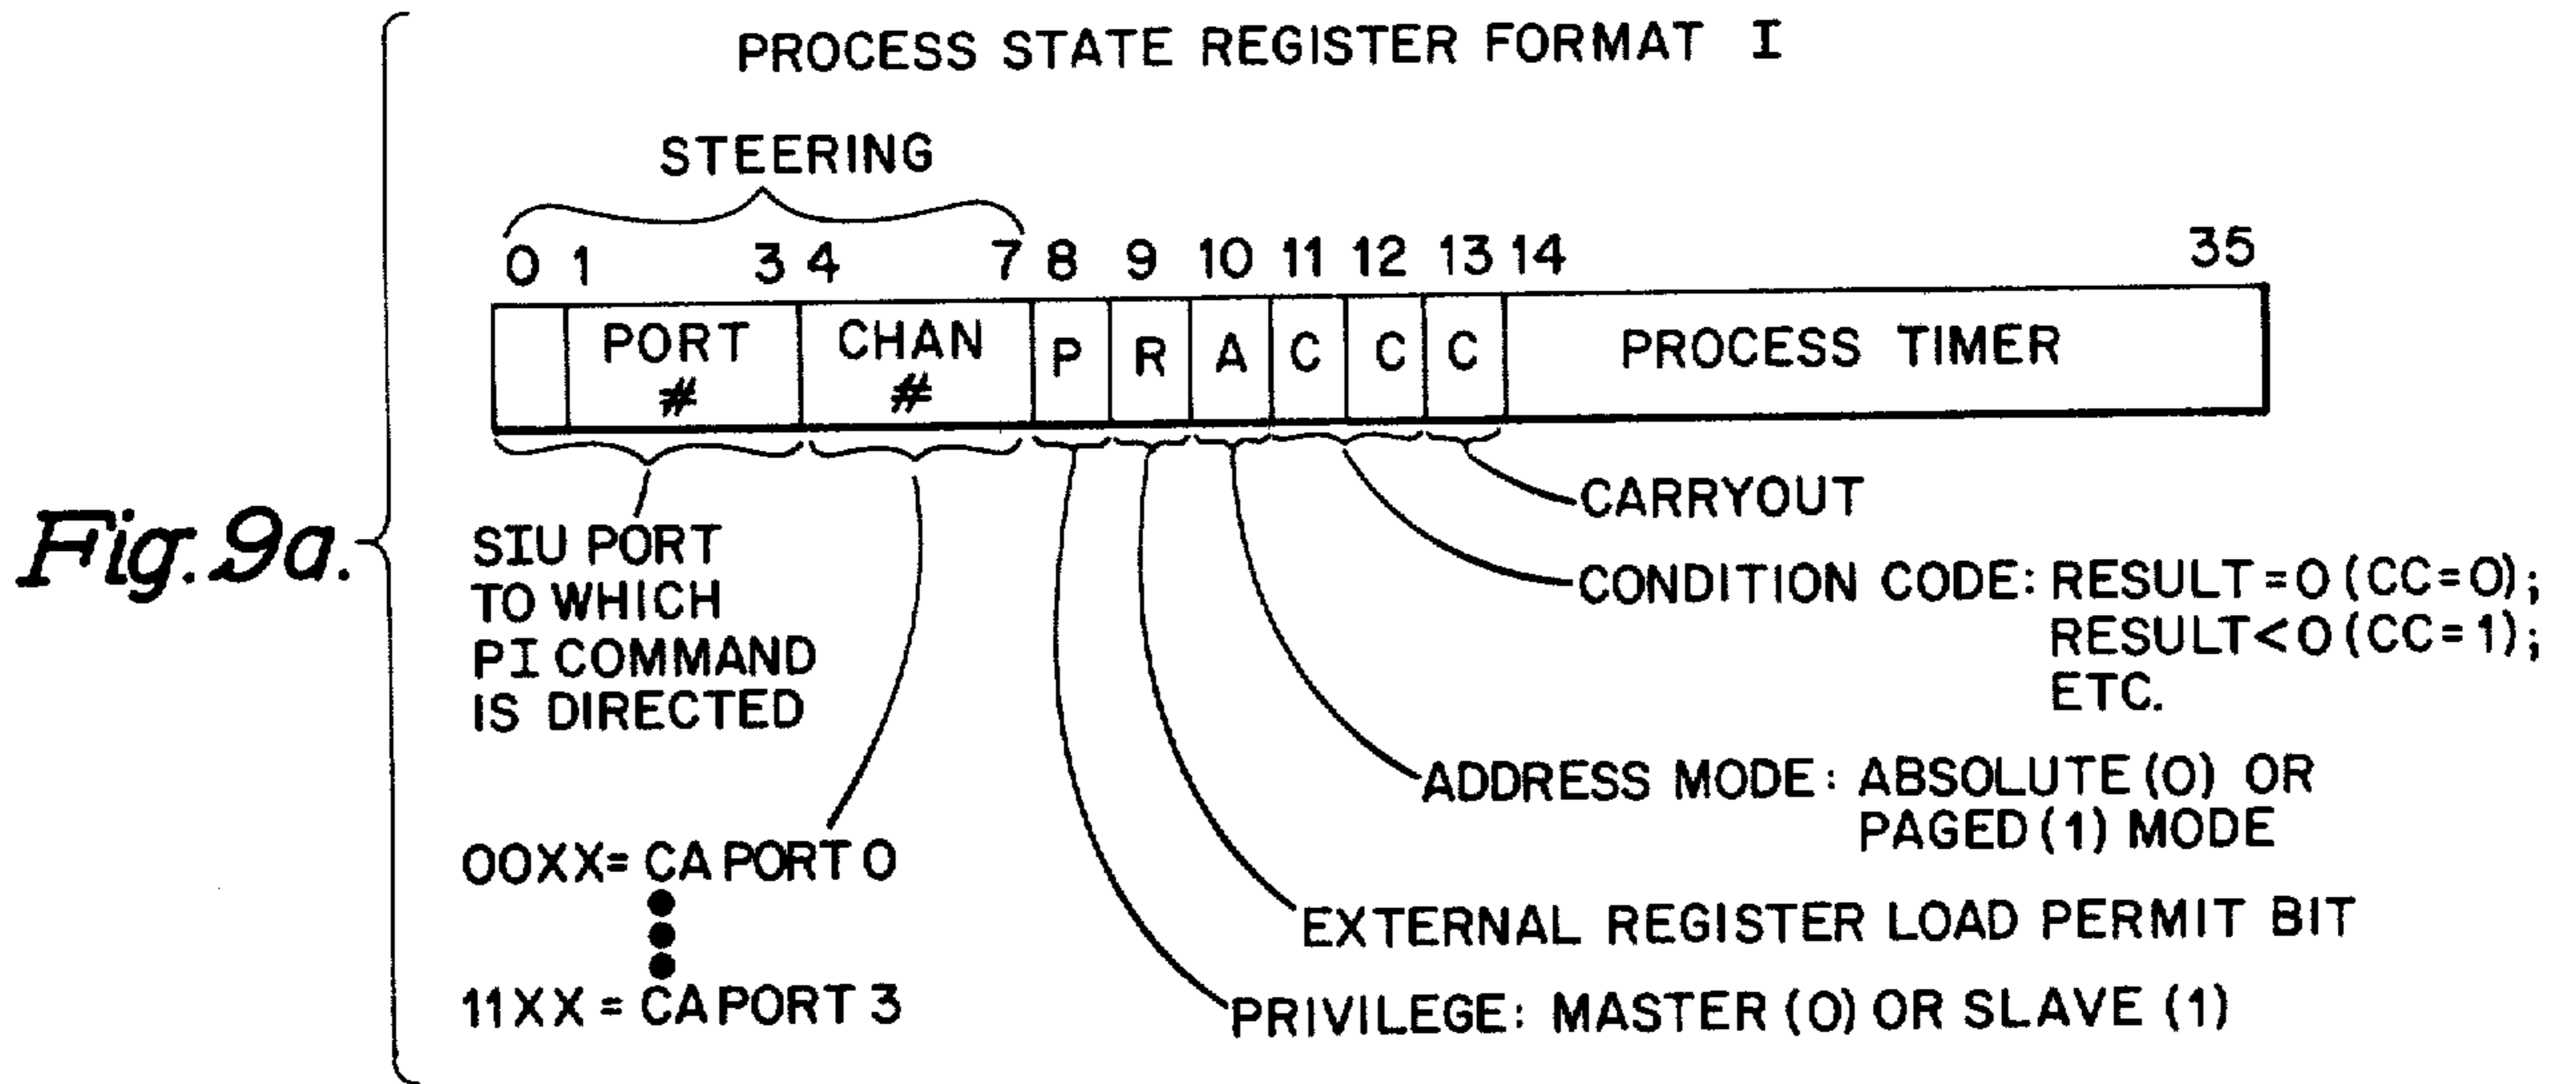 PROCESS STATE REGISTER FORMAT I
STEERING
0 1 3 4 7 8 9 10 11 12 13 14 35
PORT # CHAN # P R A C C C PROCESS TIMER
Fig. 9a.
SIU PORT
TO WHICH
PI COMMAND
IS DIRECTED
00XX= CA PORT 0
11XX = CA PORT 3
CARRYOUT
CONDITION CODE: RESULT=0 (CC=0);
RESULT<0 (CC=1);
ETC.
ADDRESS MODE: ABSOLUTE (0) OR
PAGED (1) MODE
EXTERNAL REGISTER LOAD PERMIT BIT
PRIVILEGE: MASTER (0) OR SLAVE (1)